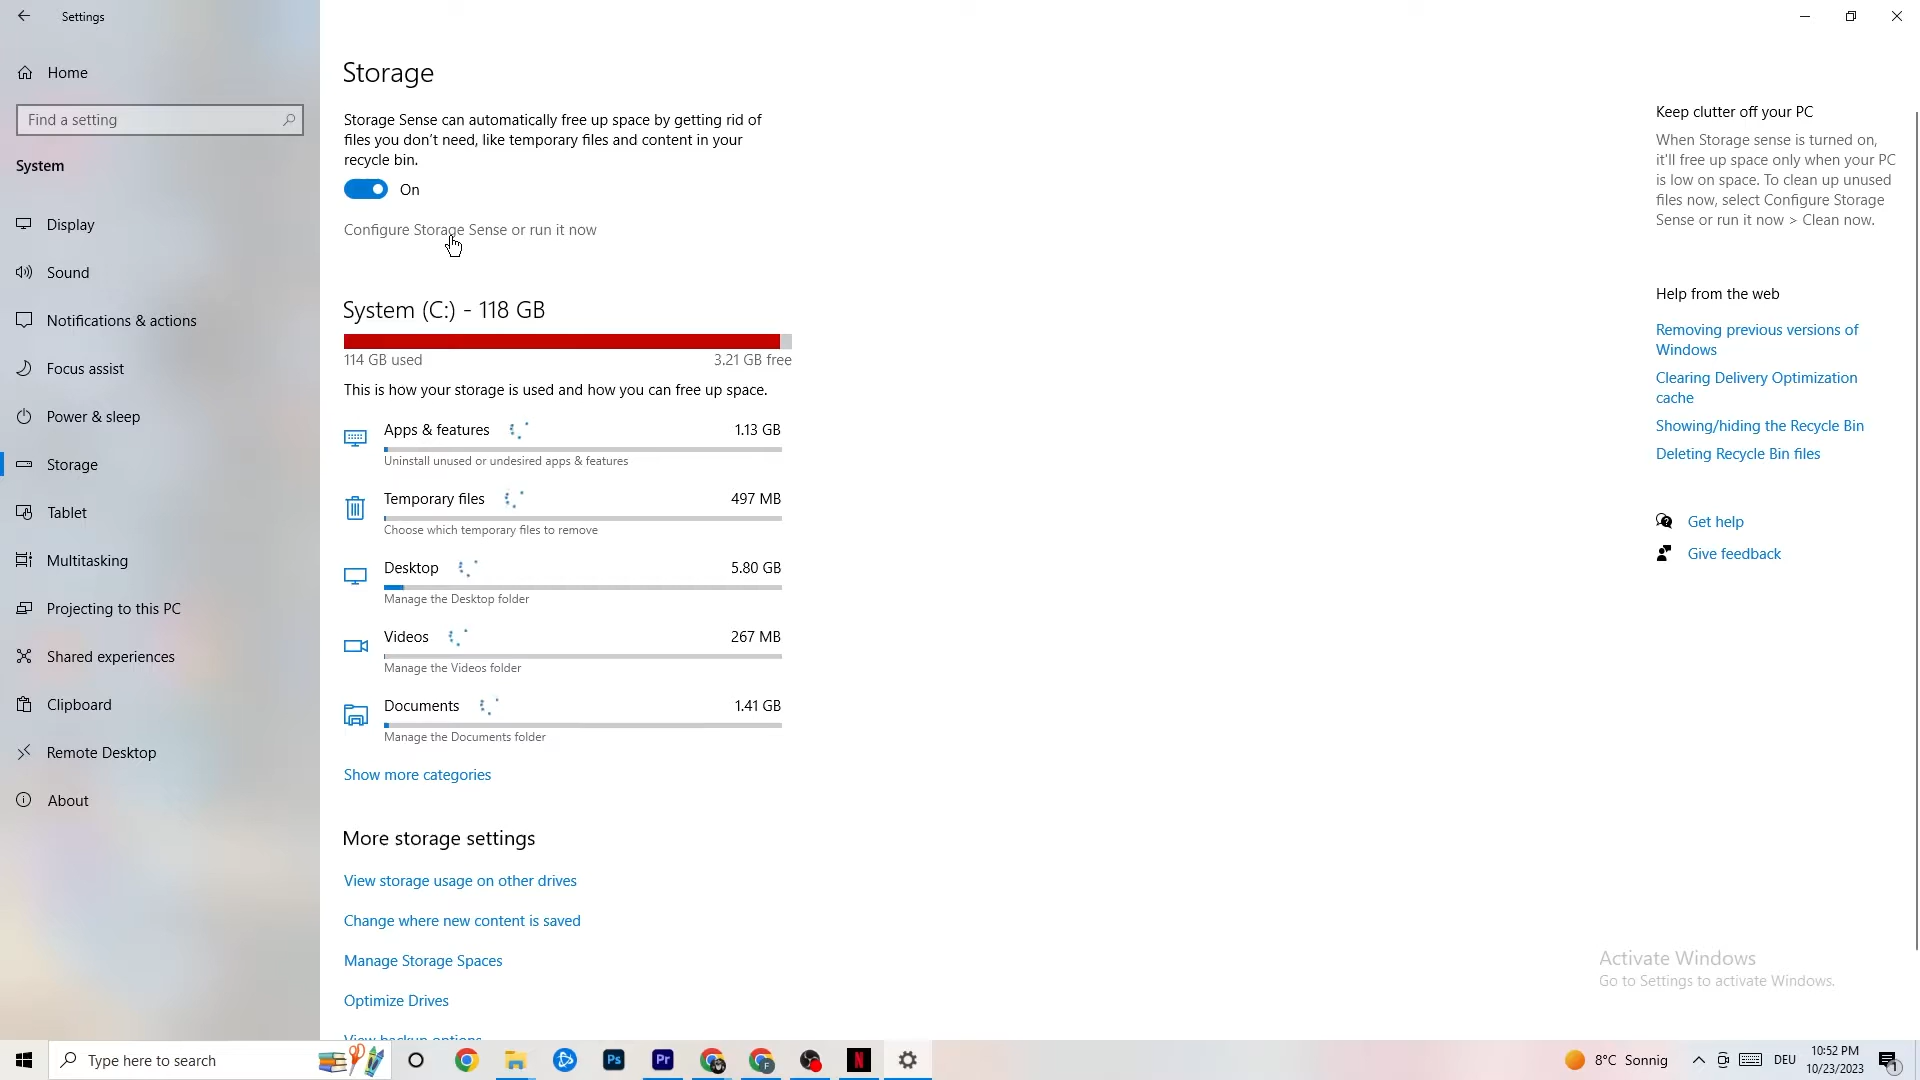 Settings
Home
Find a setting
System
Display
Sound
Notifications & actions
Focus assist
Power & sleep
Storage
Tablet
Multitasking
Projecting to this PC
Shared experiences
Clipboard
Remote Desktop
About
Storage
Storage Sense can automatically free up space by getting rid of
files you don't need, like temporary files and content in your
recycle bin.
On
Configure Storage Sense or run it now
System (C:) - 118 GB
114 GB used
3.21 GB free
This is how your storage is used and how you can free up space.
Apps & features
1.13 GB
Uninstall unused or undesired apps & features
Temporary files
497 MB
Choose which temporary files to remove
Desktop
5.80 GB
Manage the Desktop folder
Videos
267 MB
Manage the Videos folder
Documents
1.41 GB
Manage the Documents folder
Show more categories
More storage settings
View storage usage on other drives
Change where new content is saved
Manage Storage Spaces
Optimize Drives
View backup options
Keep clutter off your PC
When Storage sense is turned on,
it'll free up space only when your PC
is low on space. To clean up unused
files now, select Configure Storage
Sense or run it now > Clean now.
Help from the web
Removing previous versions of
Windows
Clearing Delivery Optimization
cache
Showing/hiding the Recycle Bin
Deleting Recycle Bin files
Get help
Give feedback
Activate Windows
Go to Settings to activate Windows.
Type here to search
Ps
Pr
F
N
8°C Sonnig
DEU
10:52 PM
10/23/2023
1